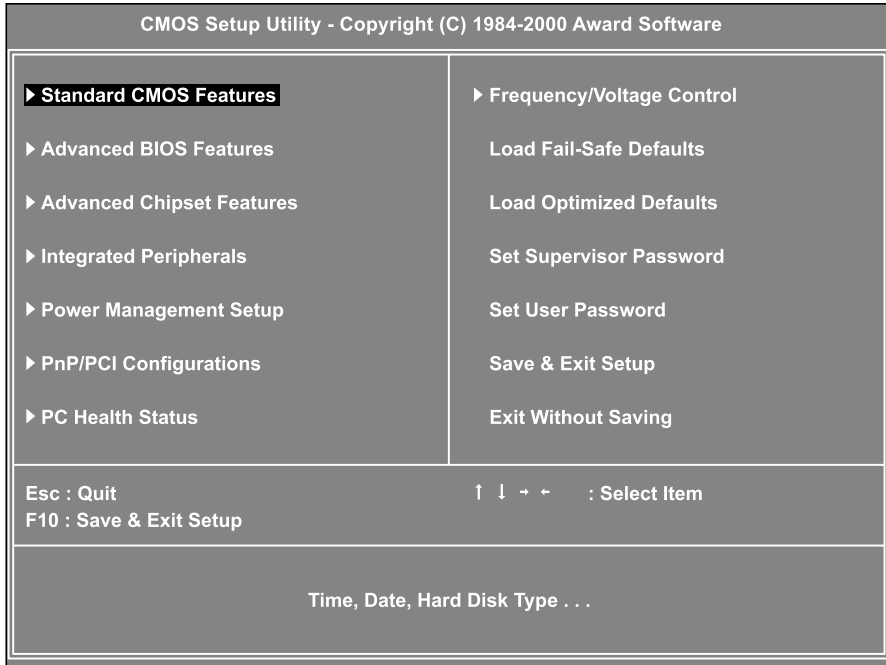 CMOS Setup Utility - Copyright (C) 1984-2000 Award Software
Standard CMOS Features
Advanced BIOS Features
Advanced Chipset Features
Integrated Peripherals
Power Management Setup
PnP/PCI Configurations
PC Health Status
Frequency/Voltage Control
Load Fail-Safe Defaults
Load Optimized Defaults
Set Supervisor Password
Set User Password
Save & Exit Setup
Exit Without Saving
Esc : Quit
F10 : Save & Exit Setup
↑ ↓ → ← : Select Item
Time, Date, Hard Disk Type . . .